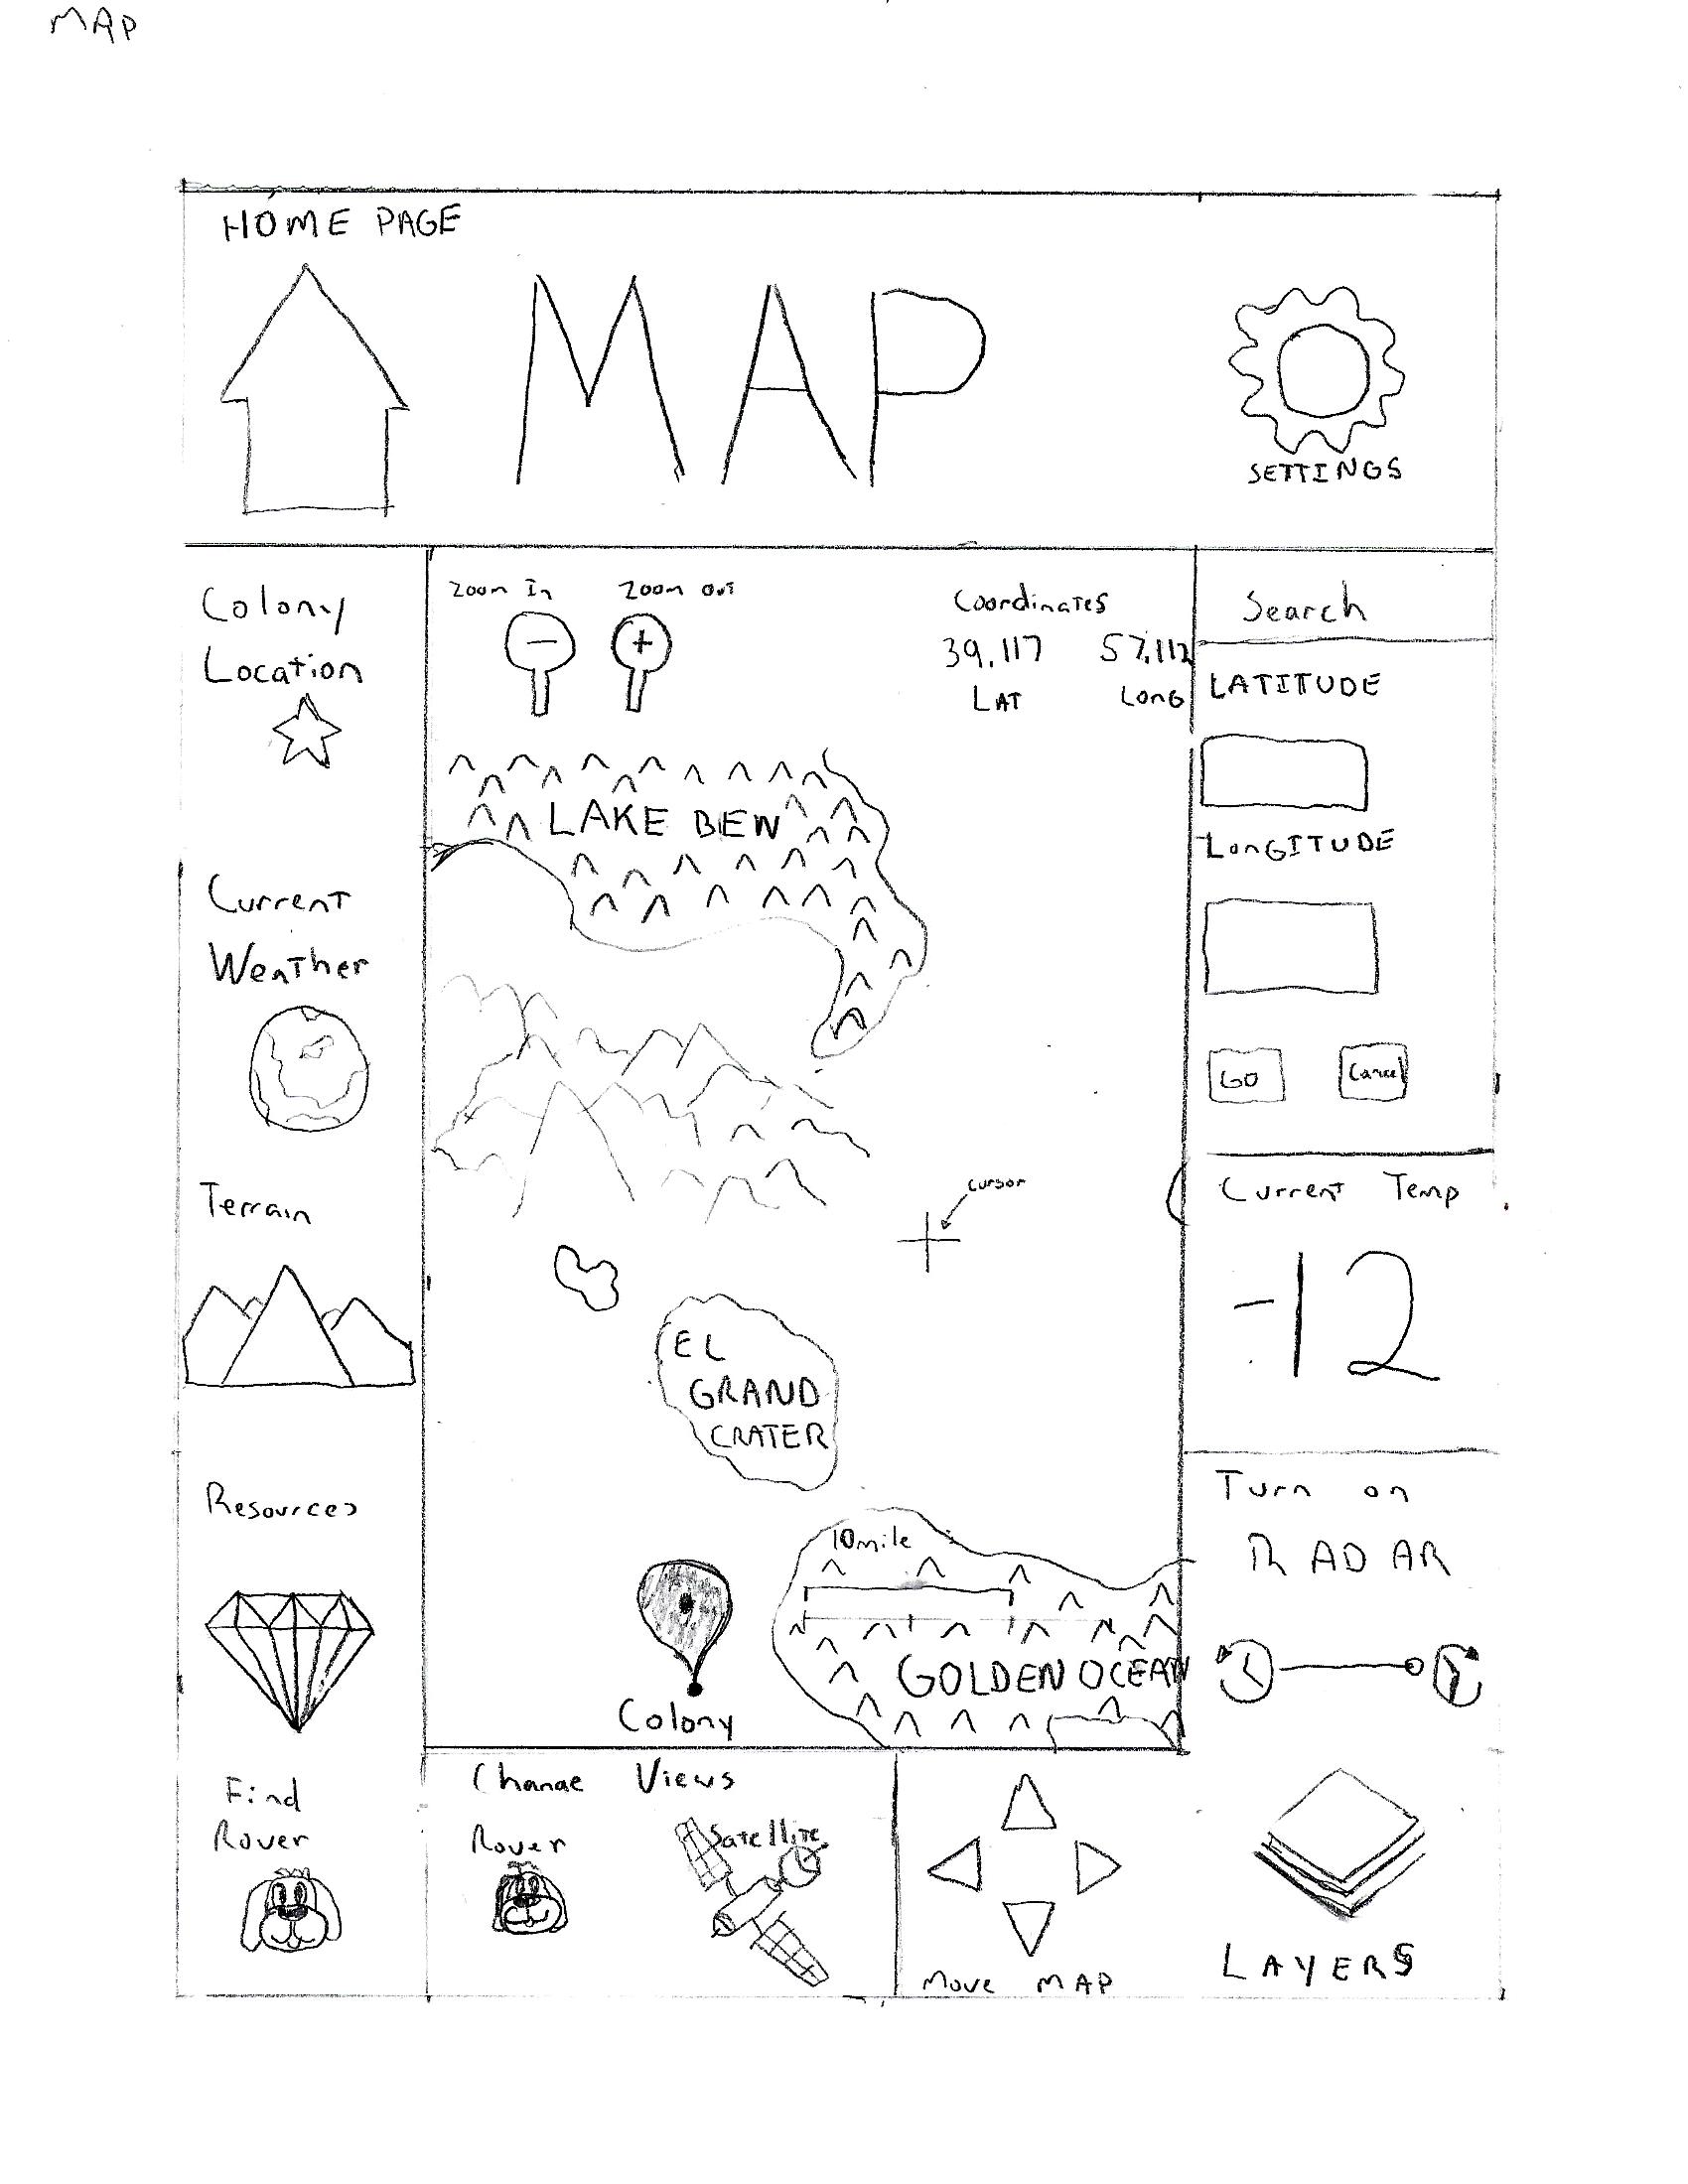 MAP
HOME PAGE
MAP
SETTINGS
Colony
Location
Current
Weather
Terrain
Resources
Find
Rover
Zoom In
Zoom Out
-
+
Coordinates
39.117 57.112
LAT LONG
LAKE BEN
cursor
EL
GRAND
CRATER
10mile
GOLDEN OCEAN
Colony
Search
LATITUDE
LONGITUDE
GO Cancel
Current Temp
-12
Turn on
RADAR
Change Views
Rover Satellite
Move MAP
LAYERS